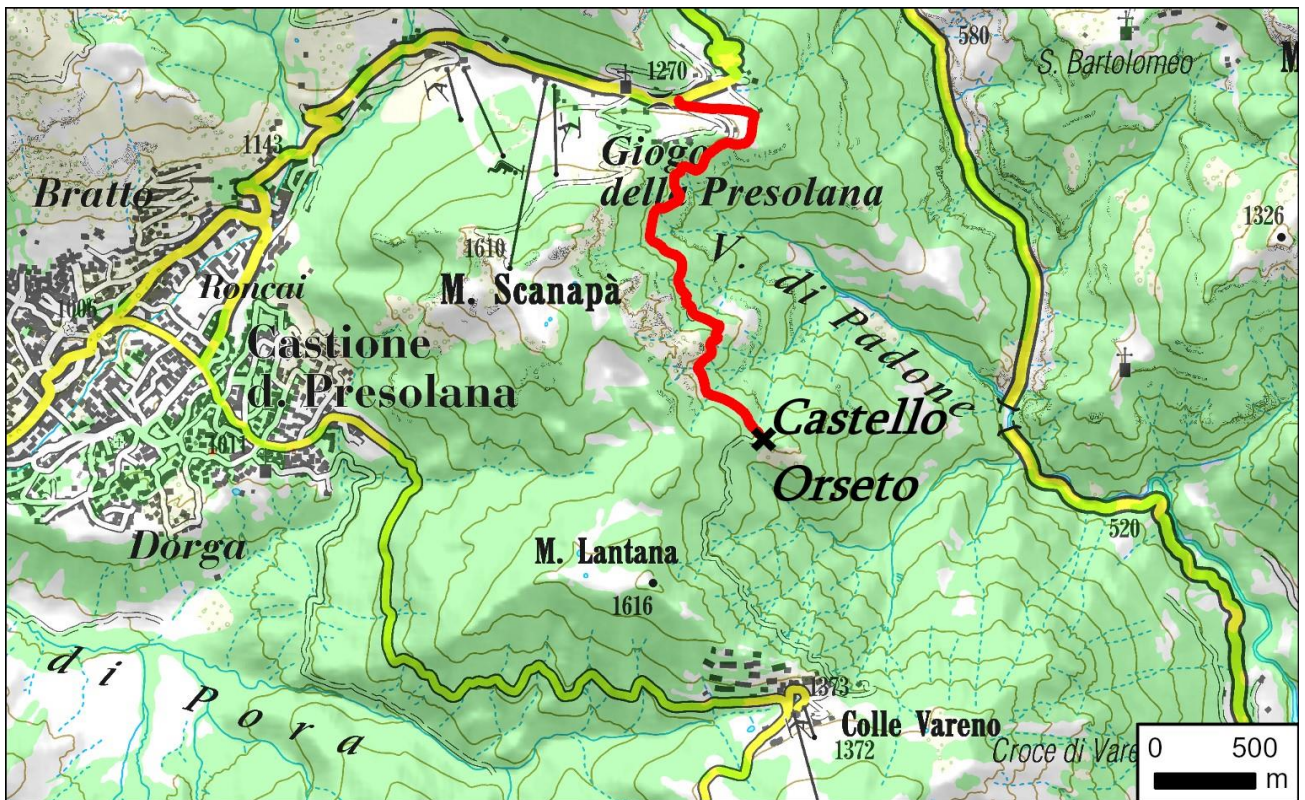 580
S. Bartolomeo
M
1270
1143
Giogo
della Presolana
Bratto
1326
1610
V. di Padone
M. Scanapà
Roncai
Castione
d. Presolana
Castello
Orseto
1011
520
Dorga
M. Lantana
1616
di Pora
1373
Colle Vareno
1372
Croce di Vare
0 500
m